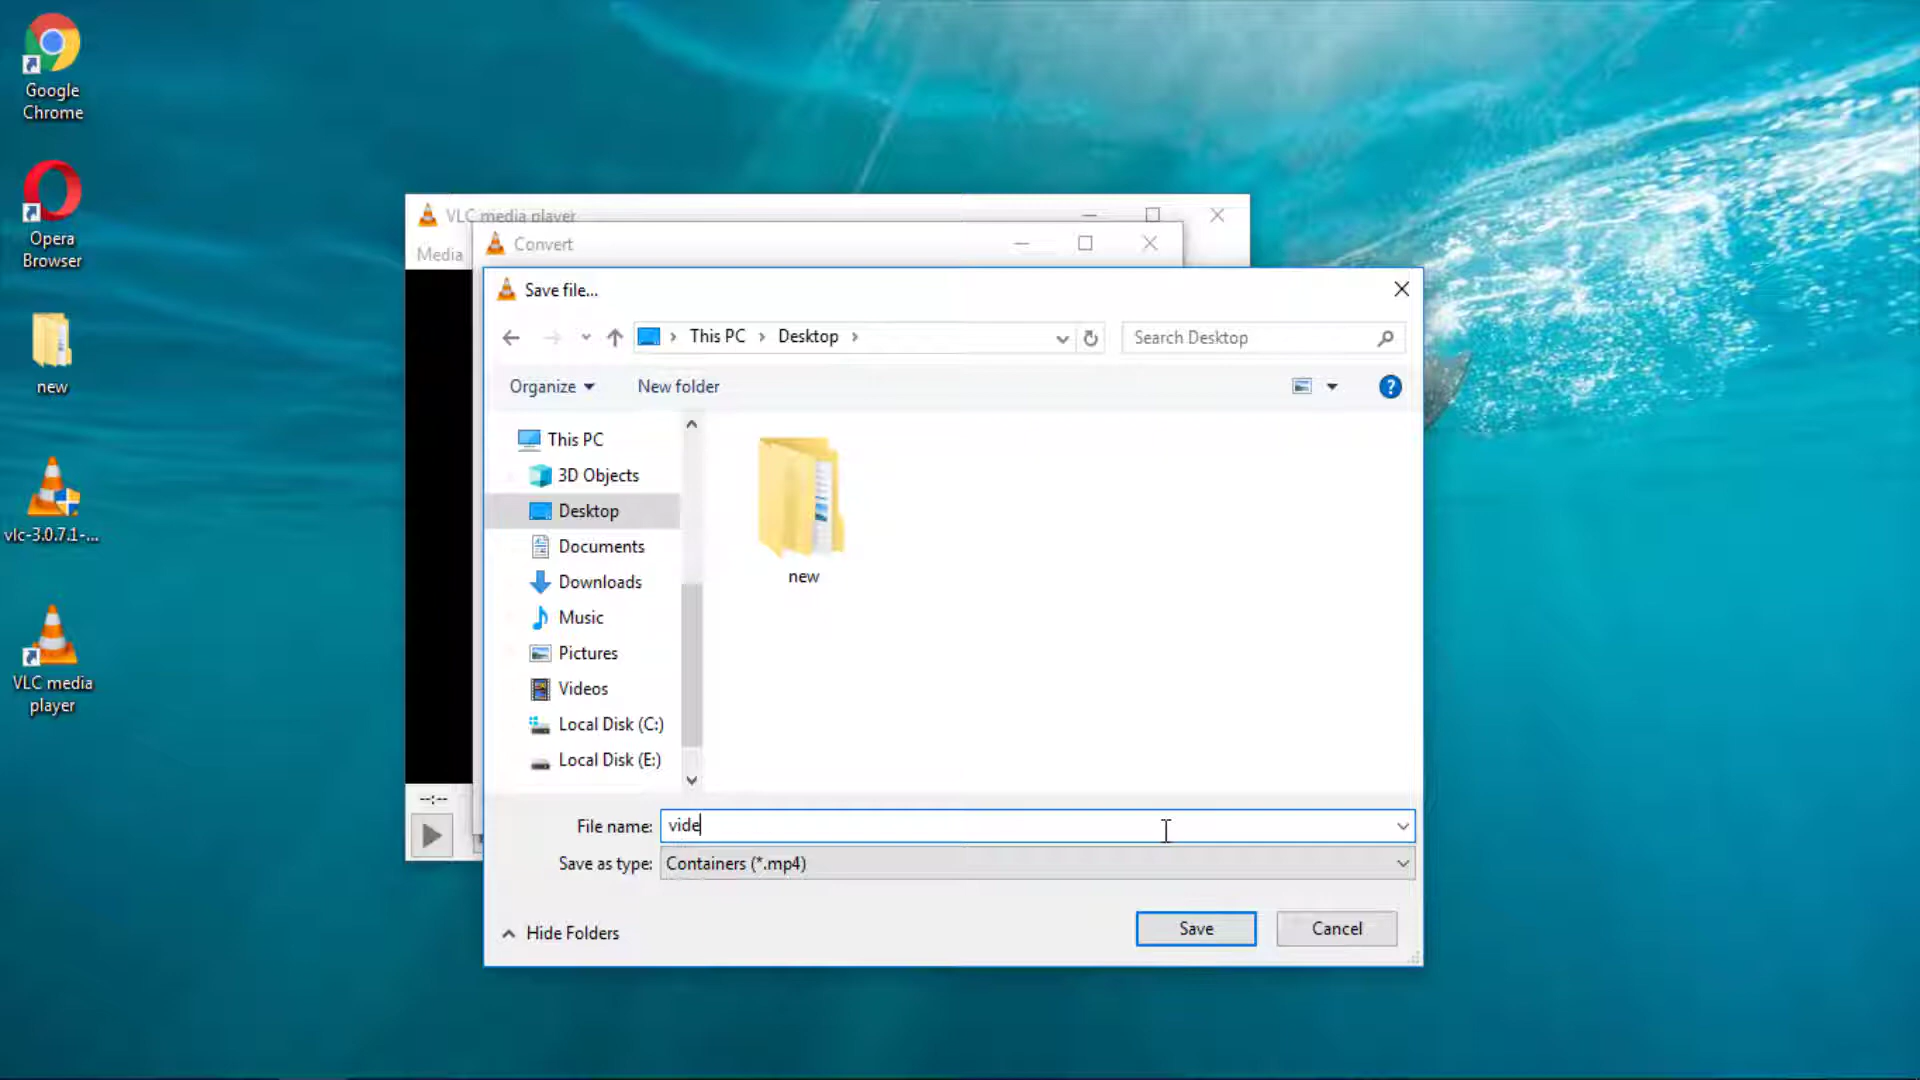 Google
Chrome
Opera
Browser
new
vlc-3.0.7.1-...
VLC media
player
VLC media player
Media
Convert
Save file...
This PC
Desktop
Search Desktop
Organize
New folder
This PC
3D Objects
Desktop
Documents
Downloads
Music
Pictures
Videos
Local Disk (C:)
Local Disk (E:)
new
--:--
File name: vide
Save as type: Containers (*.mp4)
Hide Folders
Save
Cancel